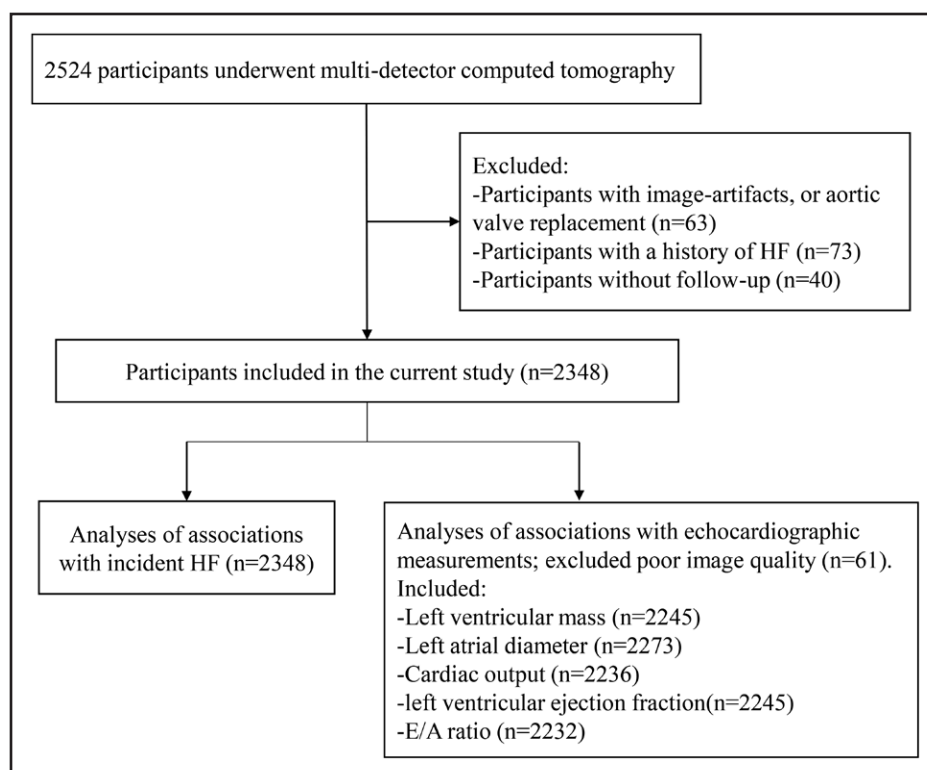 2524 participants underwent multi-detector computed tomography
Excluded:
-Participants with image-artifacts, or aortic
valve replacement (n=63)
-Participants with a history of HF (n=73)
-Participants without follow-up (n=40)
Participants included in the current study (n=2348)
Analyses of associations
with incident HF (n=2348)
Analyses of associations with echocardiographic
measurements; excluded poor image quality (n=61).
Included:
-Left ventricular mass (n=2245)
-Left atrial diameter (n=2273)
-Cardiac output (n=2236)
-left ventricular ejection fraction(n=2245)
-E/A ratio (n=2232)